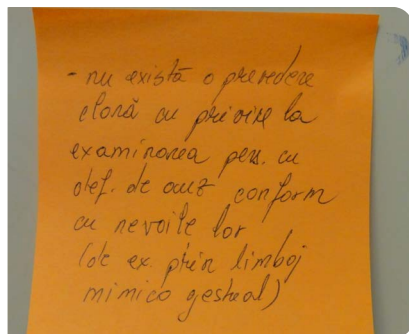 - nu există o prevedere
clară cu privire la
examinarea pers. cu
def. de auz conform
cu nevoile lor
(de ex. prin limbaj
mimico gestual)